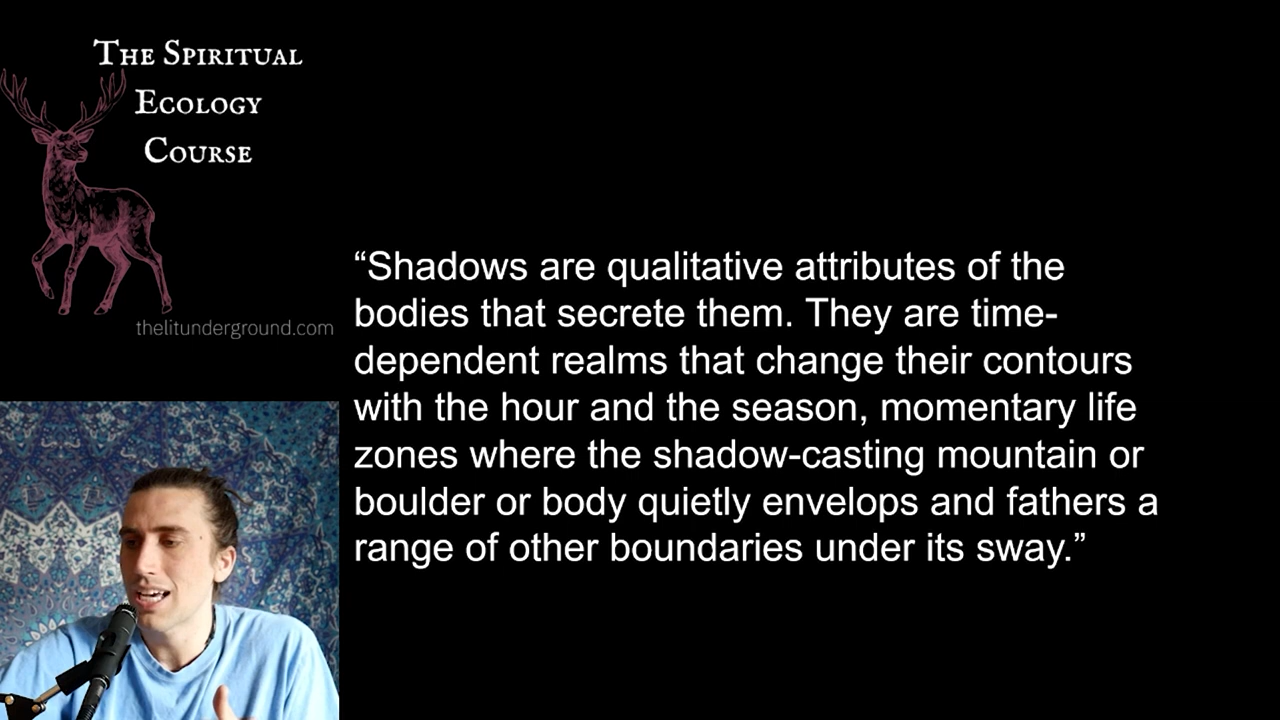 The Spiritual
Ecology
Course
thelitunderground.com
“Shadows are qualitative attributes of the
bodies that secrete them. They are time-
dependent realms that change their contours
with the hour and the season, momentary life
zones where the shadow-casting mountain or
boulder or body quietly envelops and fathers a
range of other boundaries under its sway.”